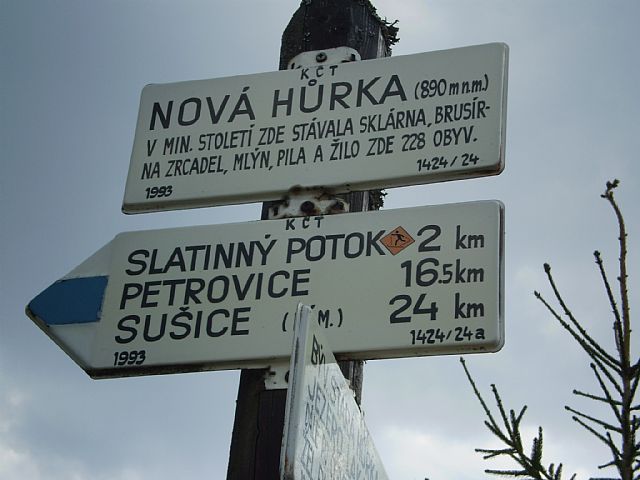 KČT
NOVÁ HŮRKA (890 m n m.)
V MIN. STOLETÍ ZDE STÁVALA SKLÁRNA, BRUSÍR-
NA ZRCADEL, MLÝN, PILA A ŽILO ZDE 228 OBYV.
1993 1424/24
KČT
SLATINNÝ POTOK 2 km
PETROVICE 16.5 km
SUŠICE 24 km
1993 1424/24a